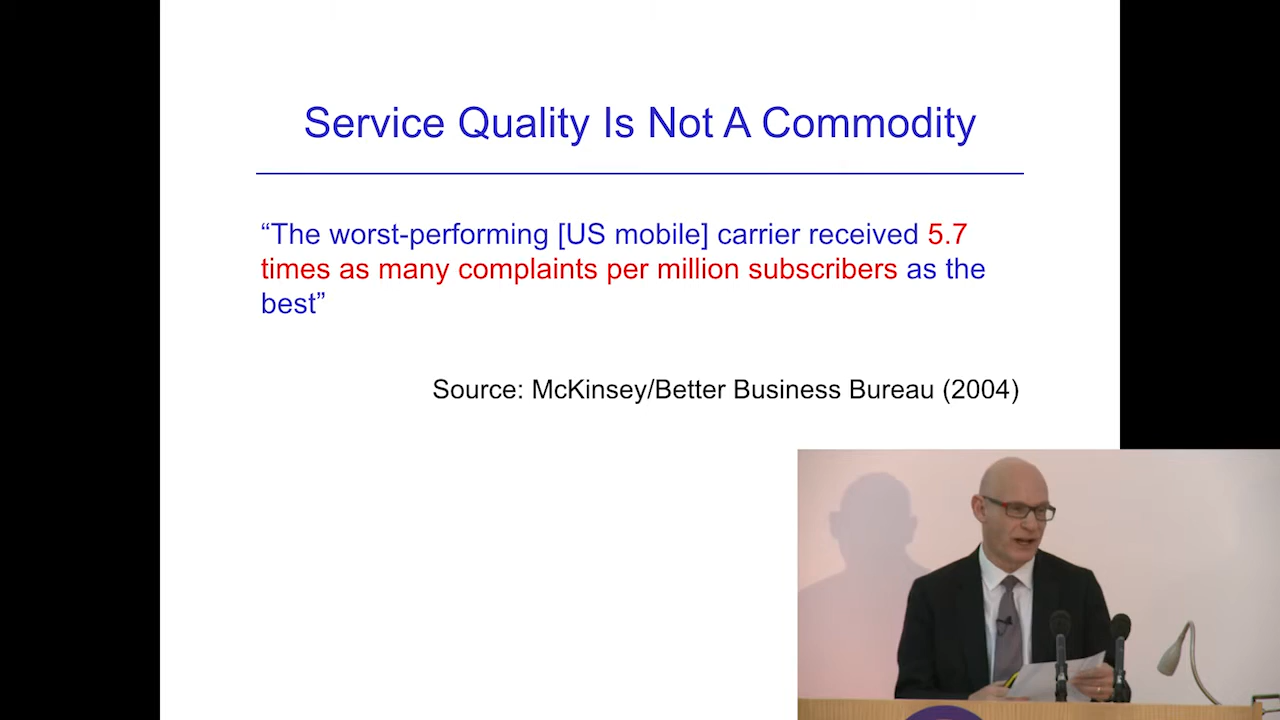 Service Quality Is Not A Commodity
“The worst-performing [US mobile] carrier received 5.7
times as many complaints per million subscribers as the
best”
Source: McKinsey/Better Business Bureau (2004)